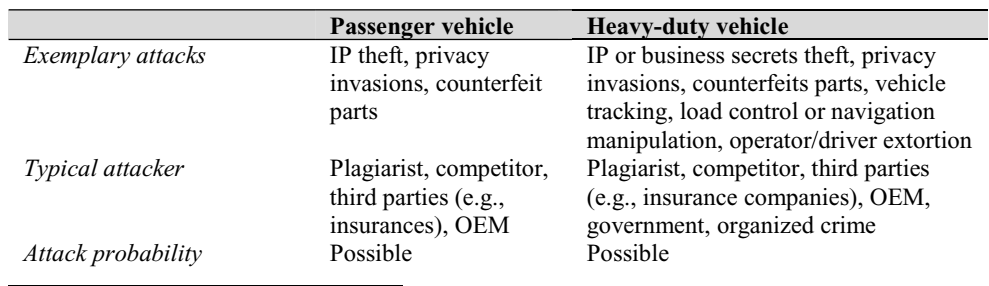 Passenger vehicle Heavy-duty vehicle
Exemplary attacks IP theft, privacy IP or business secrets theft, privacy
invasions, counterfeit invasions, counterfeits parts, vehicle
parts tracking, load control or navigation
manipulation, operator/driver extortion
Typical attacker Plagiarist, competitor, Plagiarist, competitor, third parties
third parties (e.g., (e.g., insurance companies), OEM,
insurances), OEM government, organized crime
Attack probability Possible Possible